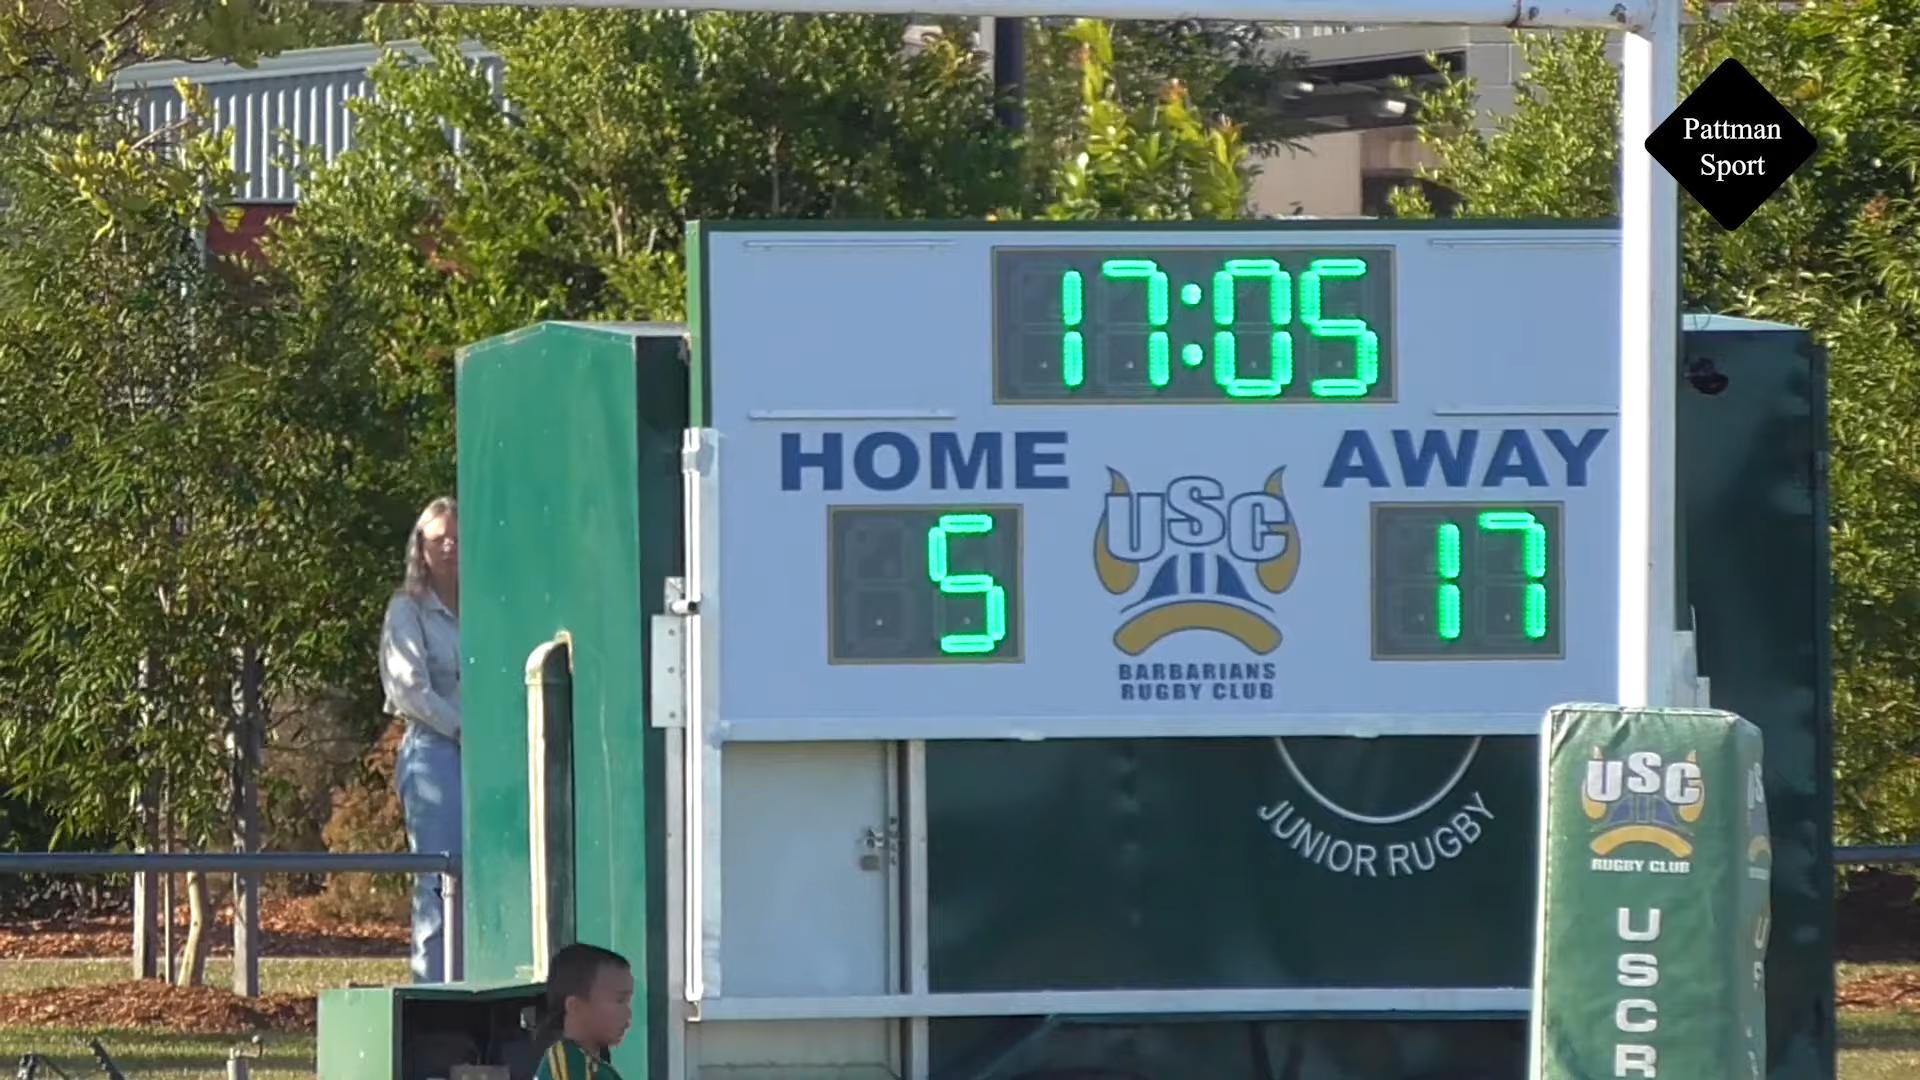 Pattman
Sport
17:05
HOME
AWAY
5
USC
17
BARBARIANS
RUGBY CLUB
JUNIOR RUGBY
USC
RUGBY CLUB
USCR